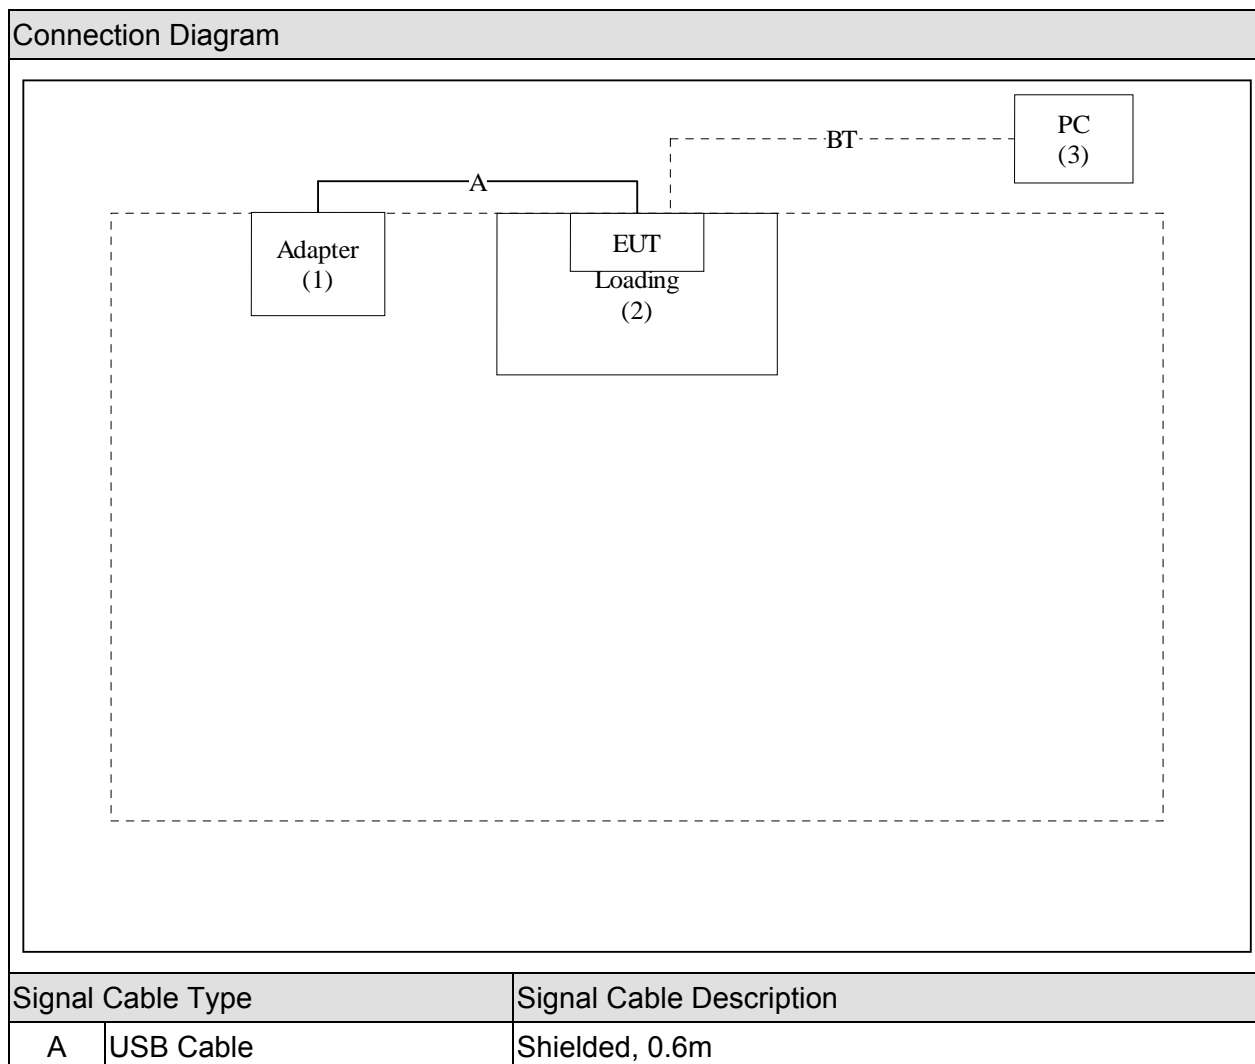 Connection Diagram
BT
PC
(3)
A
Adapter
(1)
EUT
Loading
(2)
Signal Cable Type Signal Cable Description
A USB Cable Shielded, 0.6m